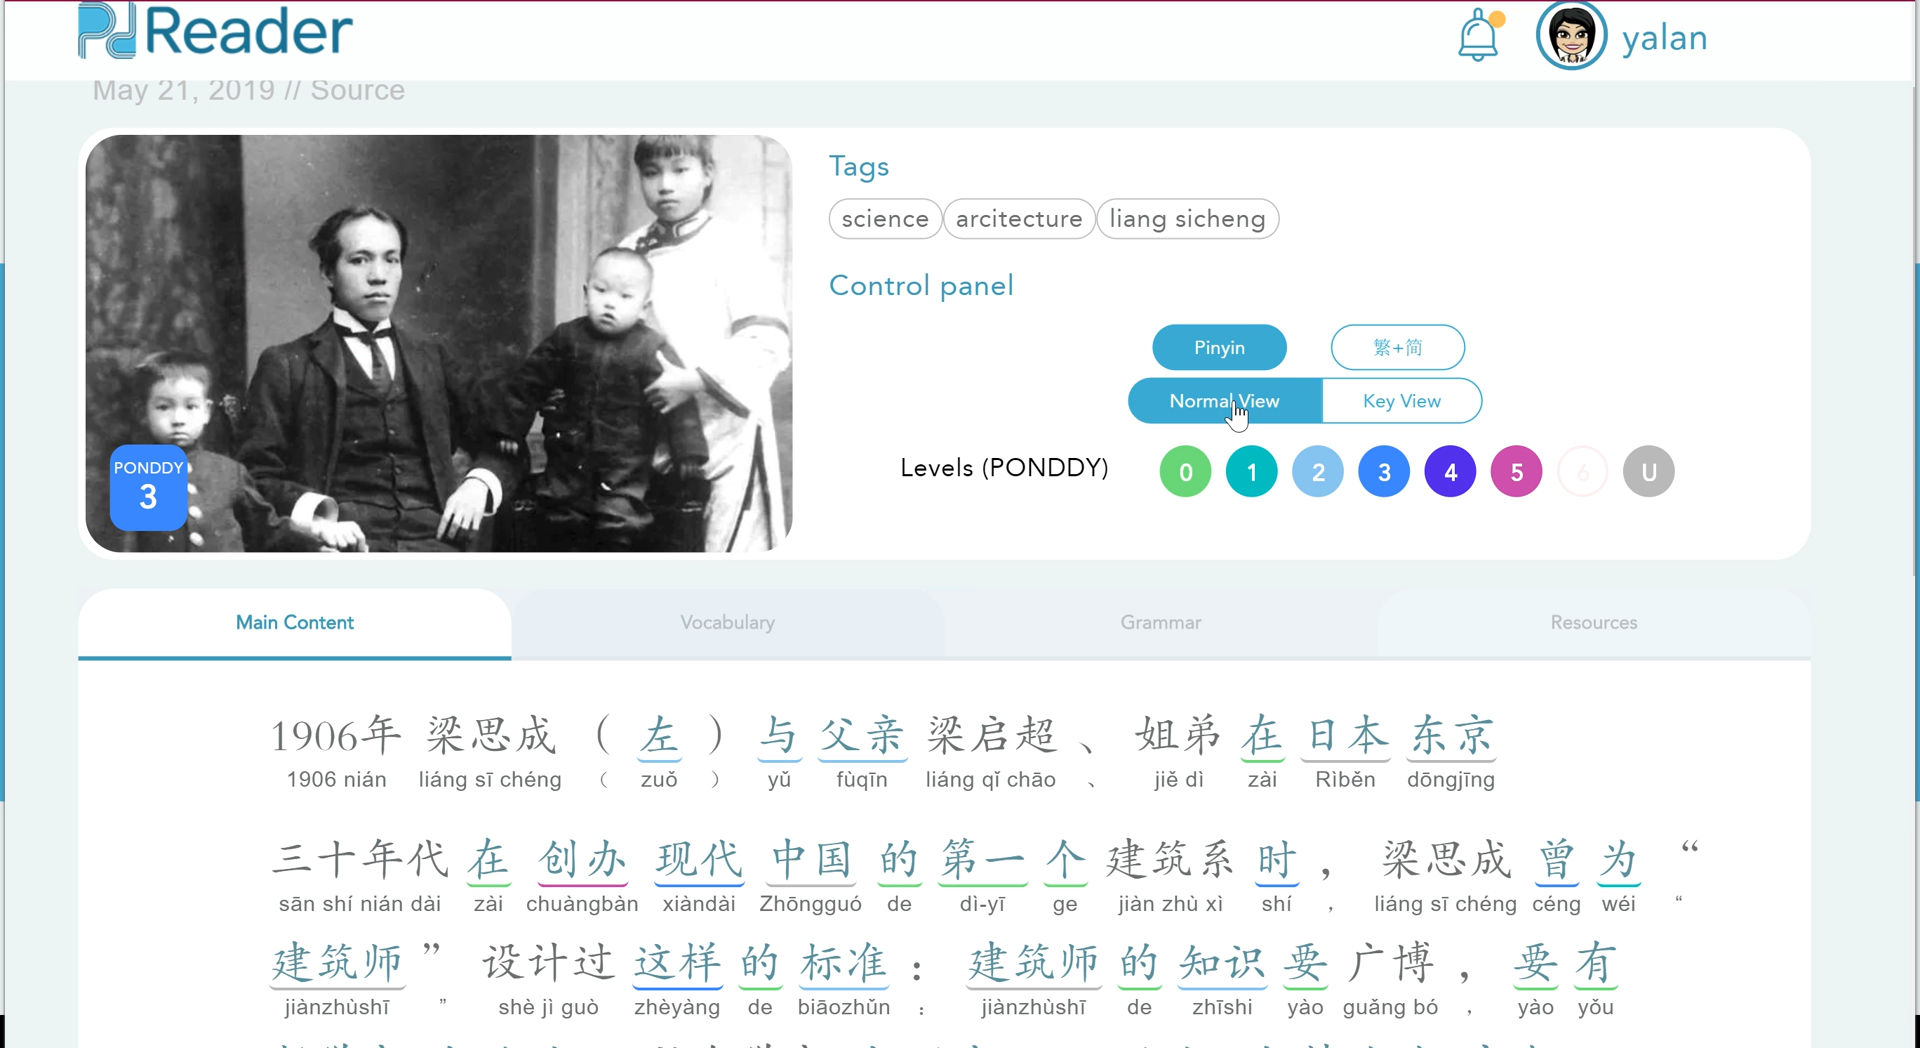 Reader
yalan
May 21, 2019 // Source
Tags
science arcitecture liang sicheng
Control panel
Pinyin 繁+简
Normal View Key View
Levels (PONDDY) 0 1 2 3 4 5 6 U
PONDDY
3
Main Content Vocabulary Grammar Resources
1906年 梁思成 （ 左 ） 与 父亲 梁启超 、 姐弟 在 日本 东京
1906 nián liáng sī chéng （ zuǒ ） yǔ fùqīn liáng qǐ chāo 、 jiě dì zài Rìběn dōngjīng
三十年代 在 创办 现代 中国 的 第一 个 建筑系 时 ， 梁思成 曾 为 “
sān shí nián dài zài chuàngbàn xiàndài Zhōngguó de dì-yī ge jiàn zhù xì shí ， liáng sī chéng céng wéi “
建筑师 ” 设计过 这样 的 标准 ： 建筑师 的 知识 要 广博 ， 要 有
jiànzhùshī ” shè jì guò zhèyàng de biāozhǔn ： jiànzhùshī de zhīshi yào guǎng bó ， yào yǒu